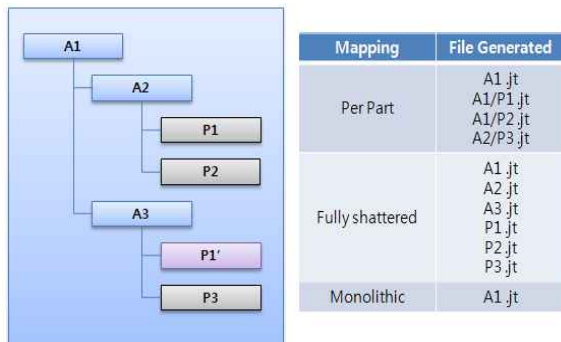 A1
A2
P1
P2
A3
P1′
P3
Mapping File Generated
Per Part
A1 .jt
A1/P1 .jt
A1/P2 .jt
A2/P3 .jt
Fully shattered
A1 .jt
A2 .jt
A3 .jt
P1 .jt
P2 .jt
P3 .jt
Monolithic A1 .jt